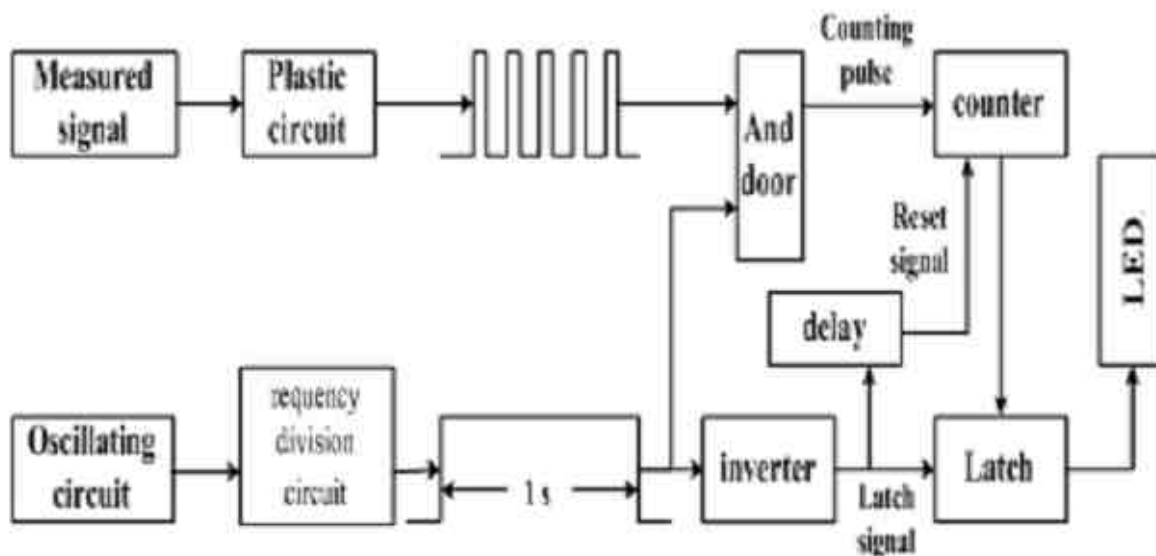 Measured
signal
Plastic
circuit
And
door
Counting
pulse
counter
Reset
signal
LED
delay
Oscillating
circuit
requency
division
circuit
1 s
inverter
Latch
signal
Latch